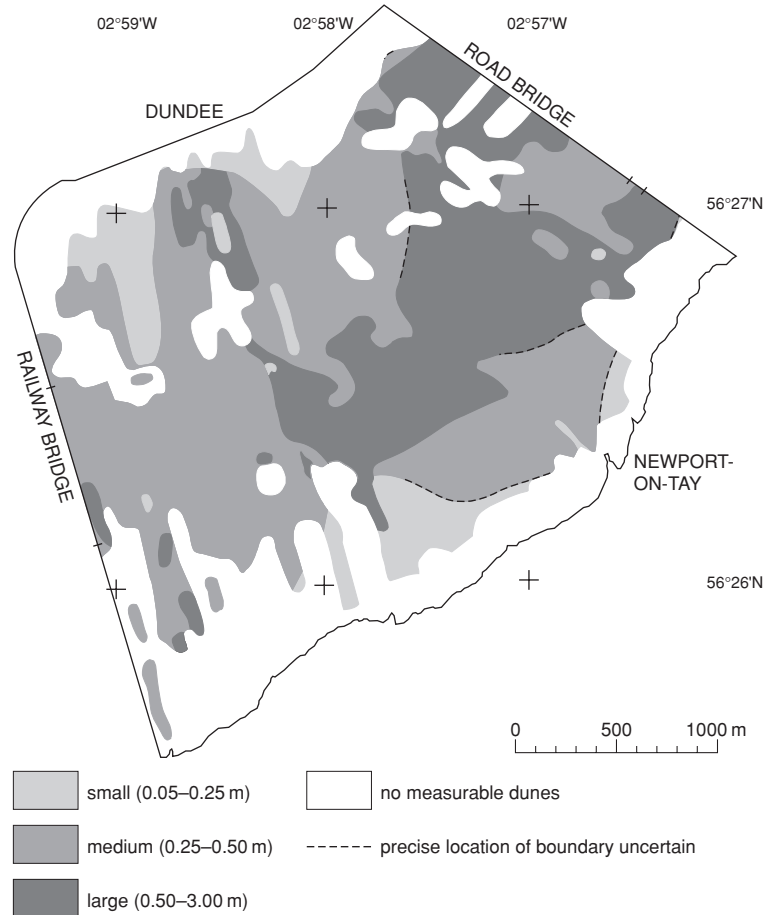 02°59'W 02°58'W 02°57'W
ROAD BRIDGE
DUNDEE
56°27'N
RAILWAY BRIDGE
NEWPORT-
ON-TAY
56°26'N
0 500 1000 m
small (0.05–0.25 m)
no measurable dunes
medium (0.25–0.50 m)
precise location of boundary uncertain
large (0.50–3.00 m)